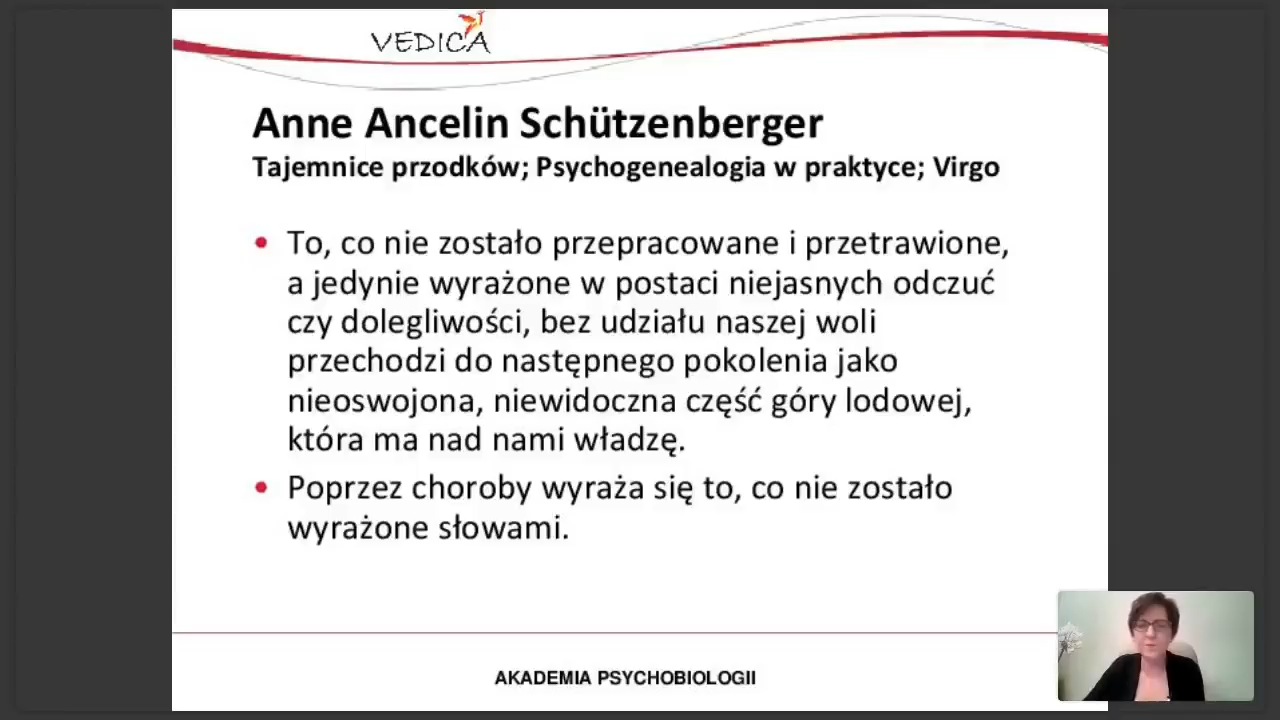 VEDICA
Anne Ancelin Schützenberger
Tajemnice przodków; Psychogenealogia w praktyce; Virgo
• To, co nie zostało przepracowane i przetrawione,
a jedynie wyrażone w postaci niejasnych odczuć
czy dolegliwości, bez udziału naszej woli
przechodzi do następnego pokolenia jako
nieoswojona, niewidoczna część góry lodowej,
która ma nad nami władzę.
• Poprzez choroby wyraża się to, co nie zostało
wyrażone słowami.
AKADEMIA PSYCHOBIOLOGII